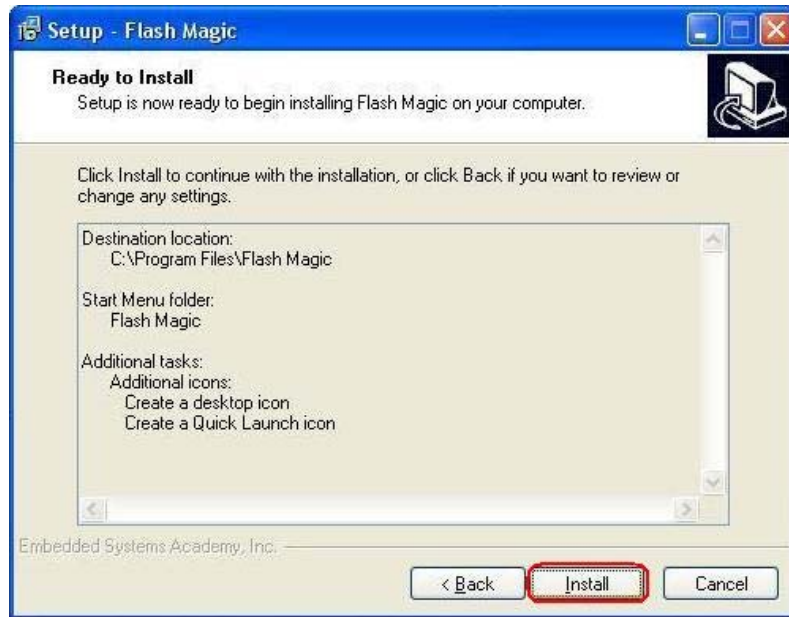 Setup - Flash Magic
Ready to Install
Setup is now ready to begin installing Flash Magic on your computer.
Click Install to continue with the installation, or click Back if you want to review or
change any settings.
Destination location:
C:\Program Files\Flash Magic
Start Menu folder:
Flash Magic
Additional tasks:
Additional icons:
Create a desktop icon
Create a Quick Launch icon
Embedded Systems Academy, Inc.
< Back
Install
Cancel